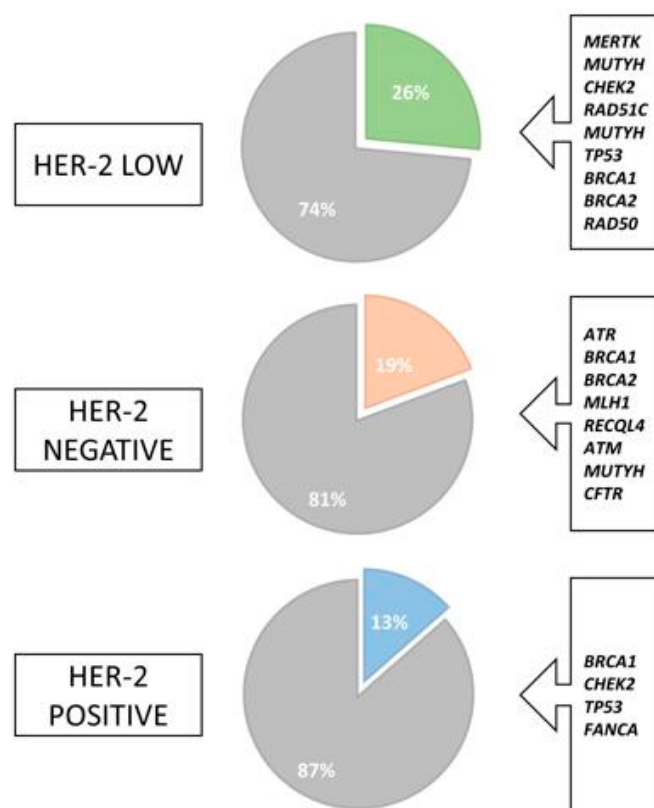 HER-2 LOW
26%
74%
MERTK
MUTYH
CHEK2
RAD51C
MUTYH
TP53
BRCA1
BRCA2
RAD50
HER-2
NEGATIVE
19%
81%
ATR
BRCA1
BRCA2
MLH1
RECQL4
ATM
MUTYH
CFTR
HER-2
POSITIVE
13%
87%
BRCA1
CHEK2
TP53
FANCA